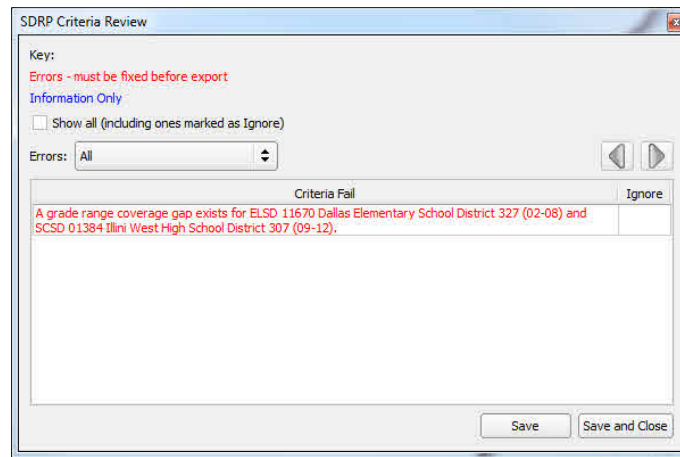 SDRP Criteria Review
Key:
Errors - must be fixed before export
Information Only
Show all (including ones marked as Ignore)
Errors: All
Criteria Fail Ignore
A grade range coverage gap exists for ELSD 11670 Dallas Elementary School District 327 (02-08) and
SCSD 01384 Illini West High School District 307 (09-12).
Save Save and Close